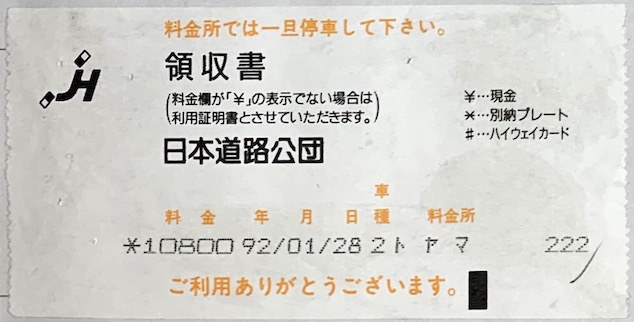 料金所では一旦停車して下さい。
JH
領収書
(料金欄が「￥」の表示でない場合は
利用証明書とさせていただきます。)
￥…現金
＊…別納プレート
#…ハイウェイカード
日本道路公団
料金 年 月 日 車種 料金所
*10800 92/01/28 2 トヤマ 222
ご利用ありがとうございます。